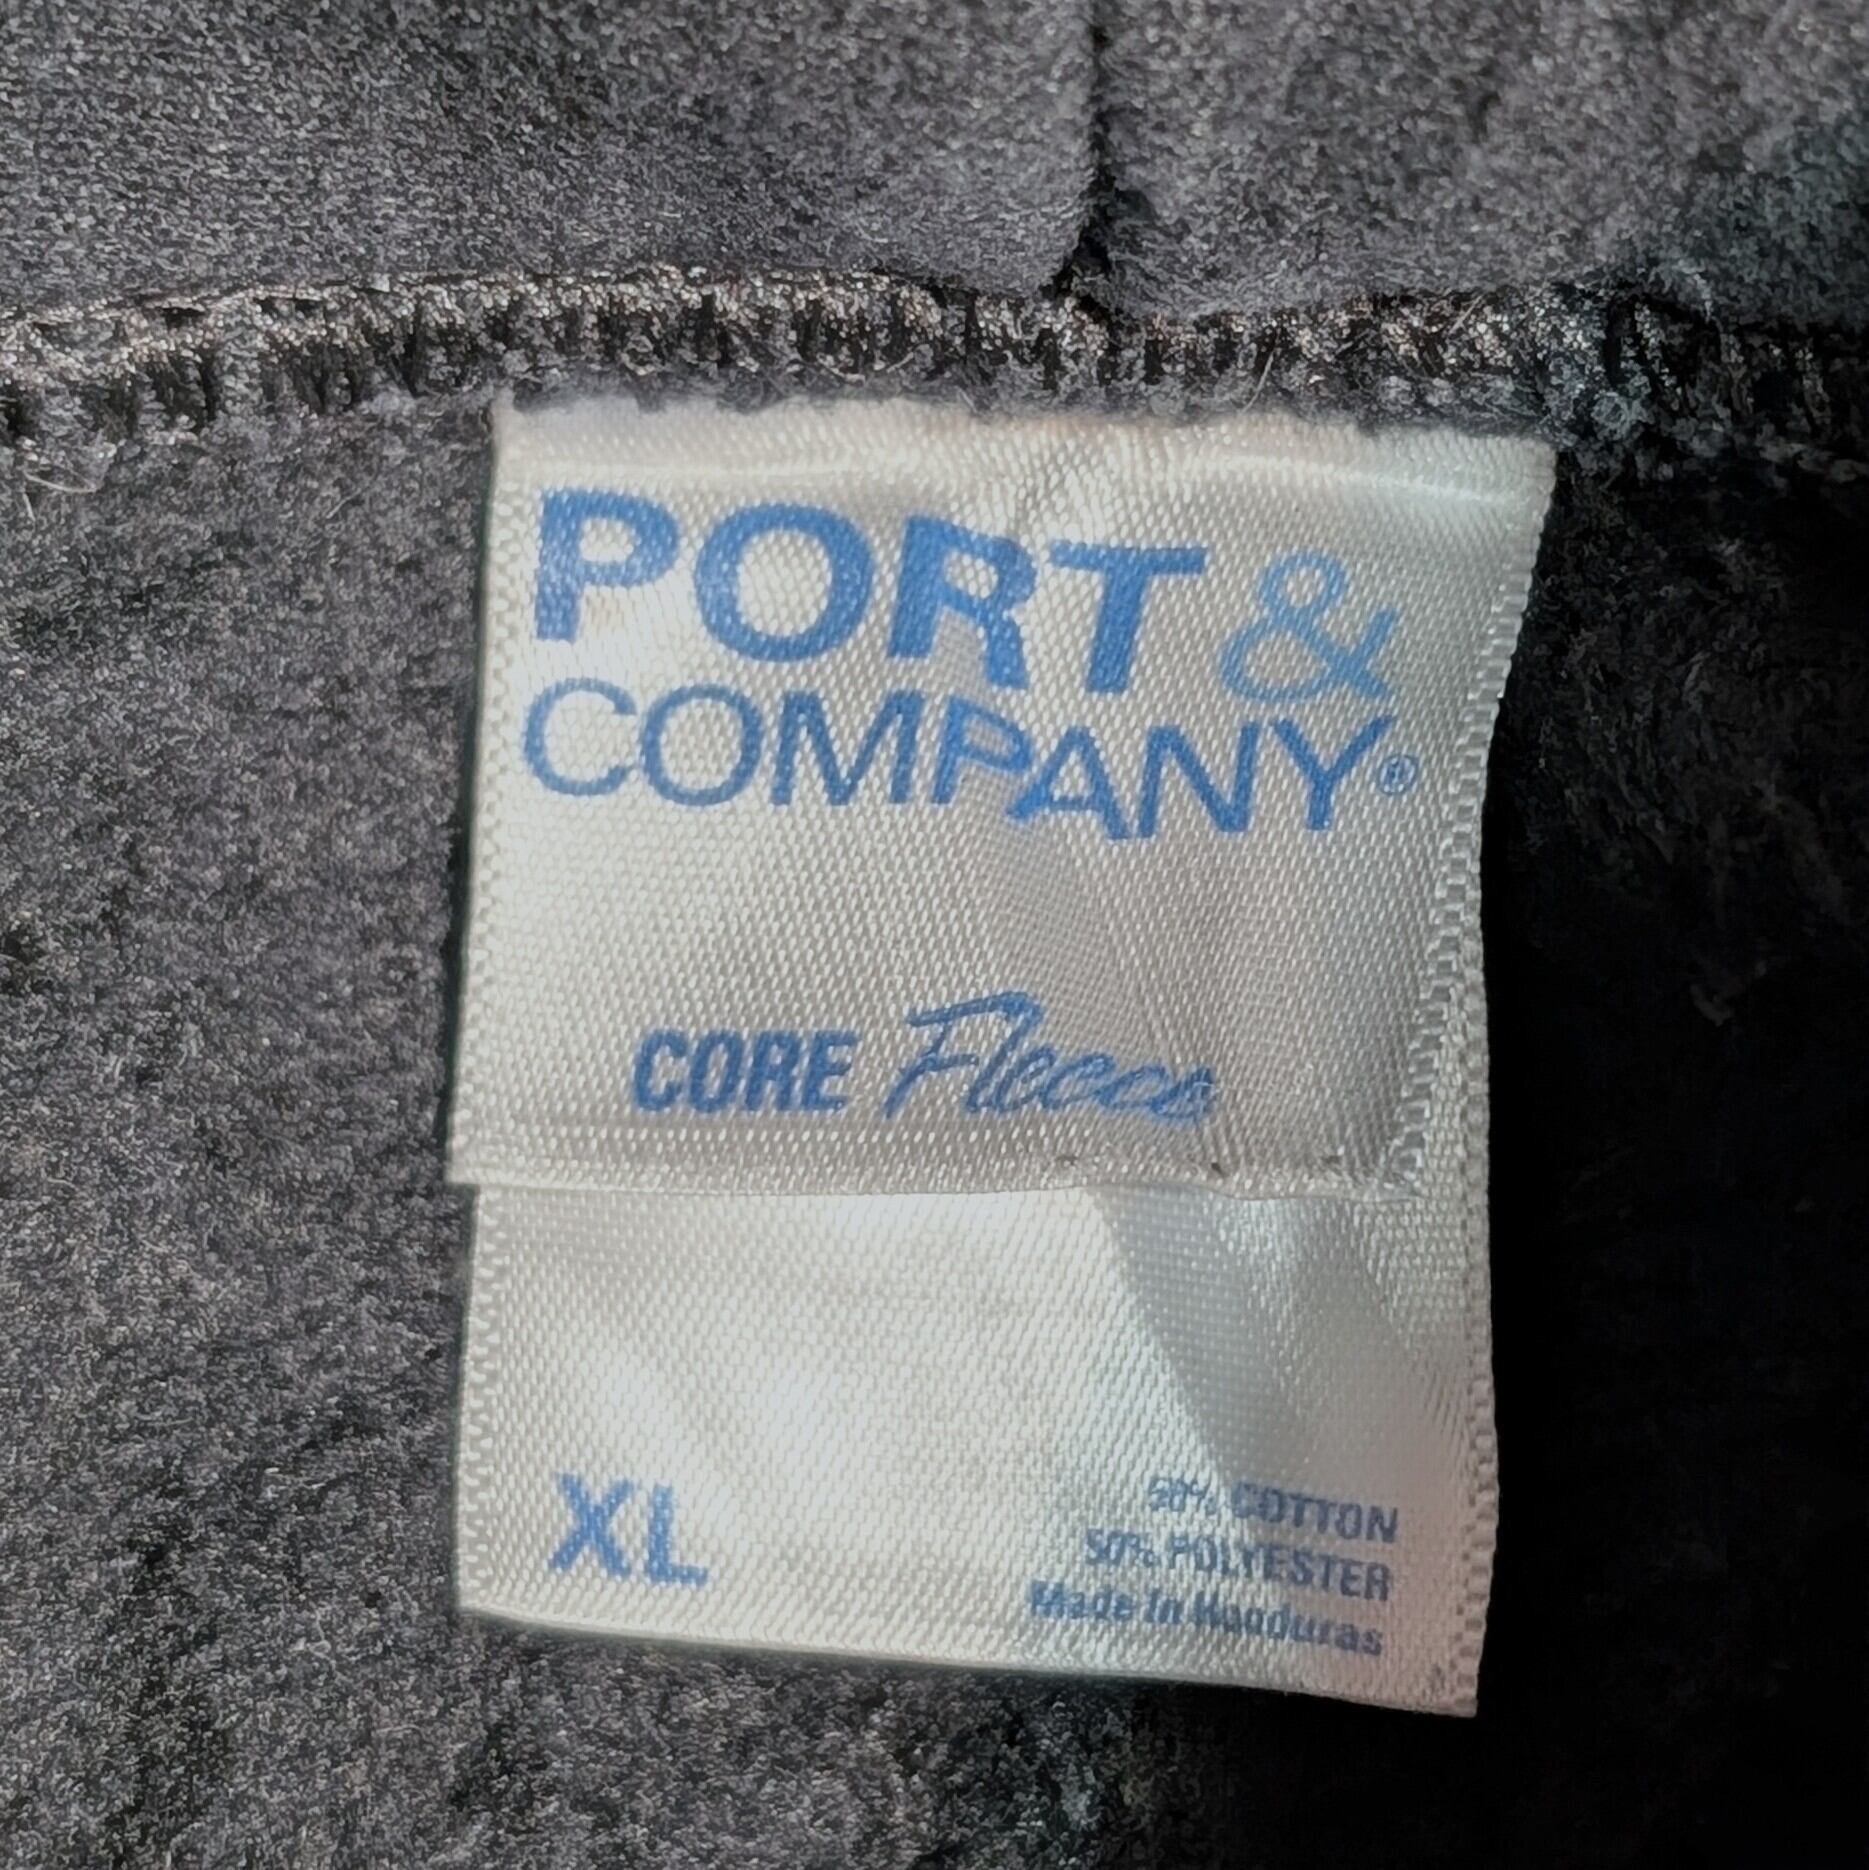 PORT &
COMPANY®
CORE Fleece
XL
50% COTTON
50% POLYESTER
Made In Honduras